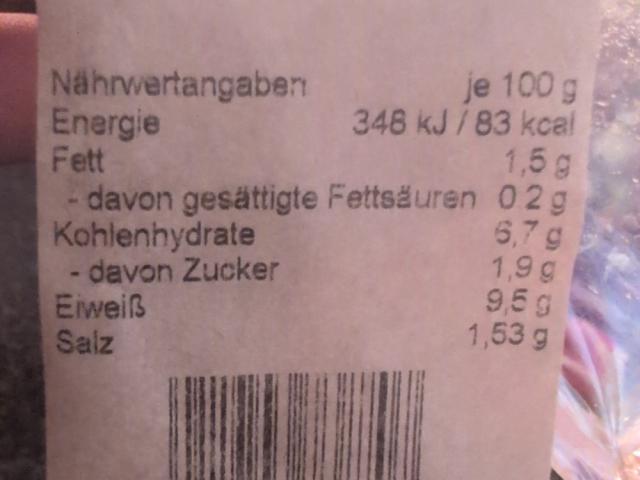 Nährwertangaben je 100 g
Energie 348 kJ / 83 kcal
Fett 1,5 g
- davon gesättigte Fettsäuren 0 2 g
Kohlenhydrate 6,7 g
- davon Zucker 1,9 g
Eiweiß 9,5 g
Salz 1,53 g